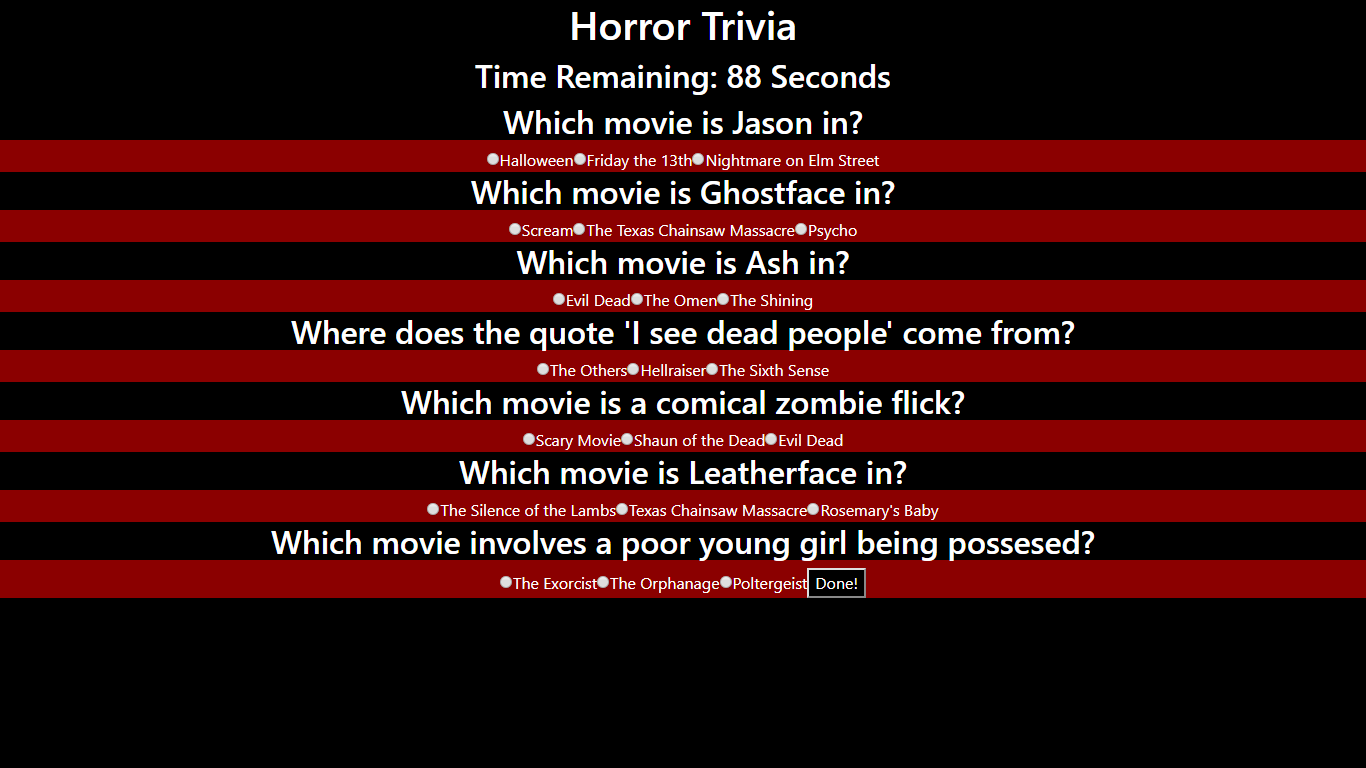 Horror Trivia
Time Remaining: 88 Seconds
Which movie is Jason in?
Halloween Friday the 13th Nightmare on Elm Street
Which movie is Ghostface in?
Scream The Texas Chainsaw Massacre Psycho
Which movie is Ash in?
Evil Dead The Omen The Shining
Where does the quote 'I see dead people' come from?
The Others Hellraiser The Sixth Sense
Which movie is a comical zombie flick?
Scary Movie Shaun of the Dead Evil Dead
Which movie is Leatherface in?
The Silence of the Lambs Texas Chainsaw Massacre Rosemary's Baby
Which movie involves a poor young girl being possesed?
The Exorcist The Orphanage Poltergeist Done!